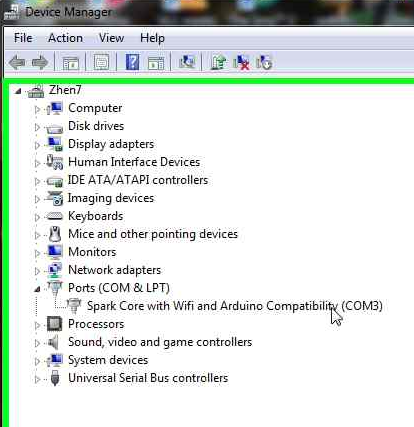 Device Manager
File Action View Help
Zhen7
Computer
Disk drives
Display adapters
Human Interface Devices
IDE ATA/ATAPI controllers
Imaging devices
Keyboards
Mice and other pointing devices
Monitors
Network adapters
Ports (COM & LPT)
Spark Core with Wifi and Arduino Compatibility (COM3)
Processors
Sound, video and game controllers
System devices
Universal Serial Bus controllers